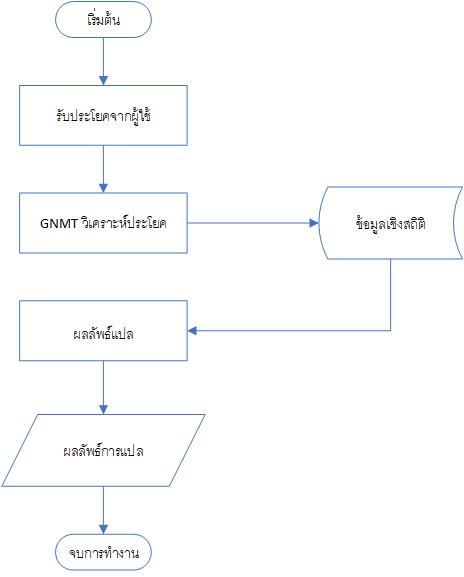 เริ่มต้น
รับประโยคจากผู้ใช้
GNMT วิเคราะห์ประโยค
ข้อมูลเชิงสถิติ
ผลลัพธ์แปล
ผลลัพธ์การแปล
จบการทำงาน